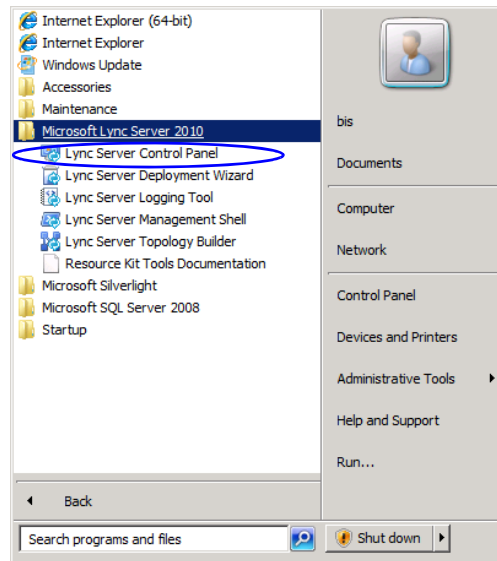 Internet Explorer (64-bit)
Internet Explorer
Windows Update
Accessories
Maintenance
Microsoft Lync Server 2010
Lync Server Control Panel
Lync Server Deployment Wizard
Lync Server Logging Tool
Lync Server Management Shell
Lync Server Topology Builder
Resource Kit Tools Documentation
Microsoft Silverlight
Microsoft SQL Server 2008
Startup
Back
Search programs and files
bis
Documents
Computer
Network
Control Panel
Devices and Printers
Administrative Tools
Help and Support
Run...
Shut down